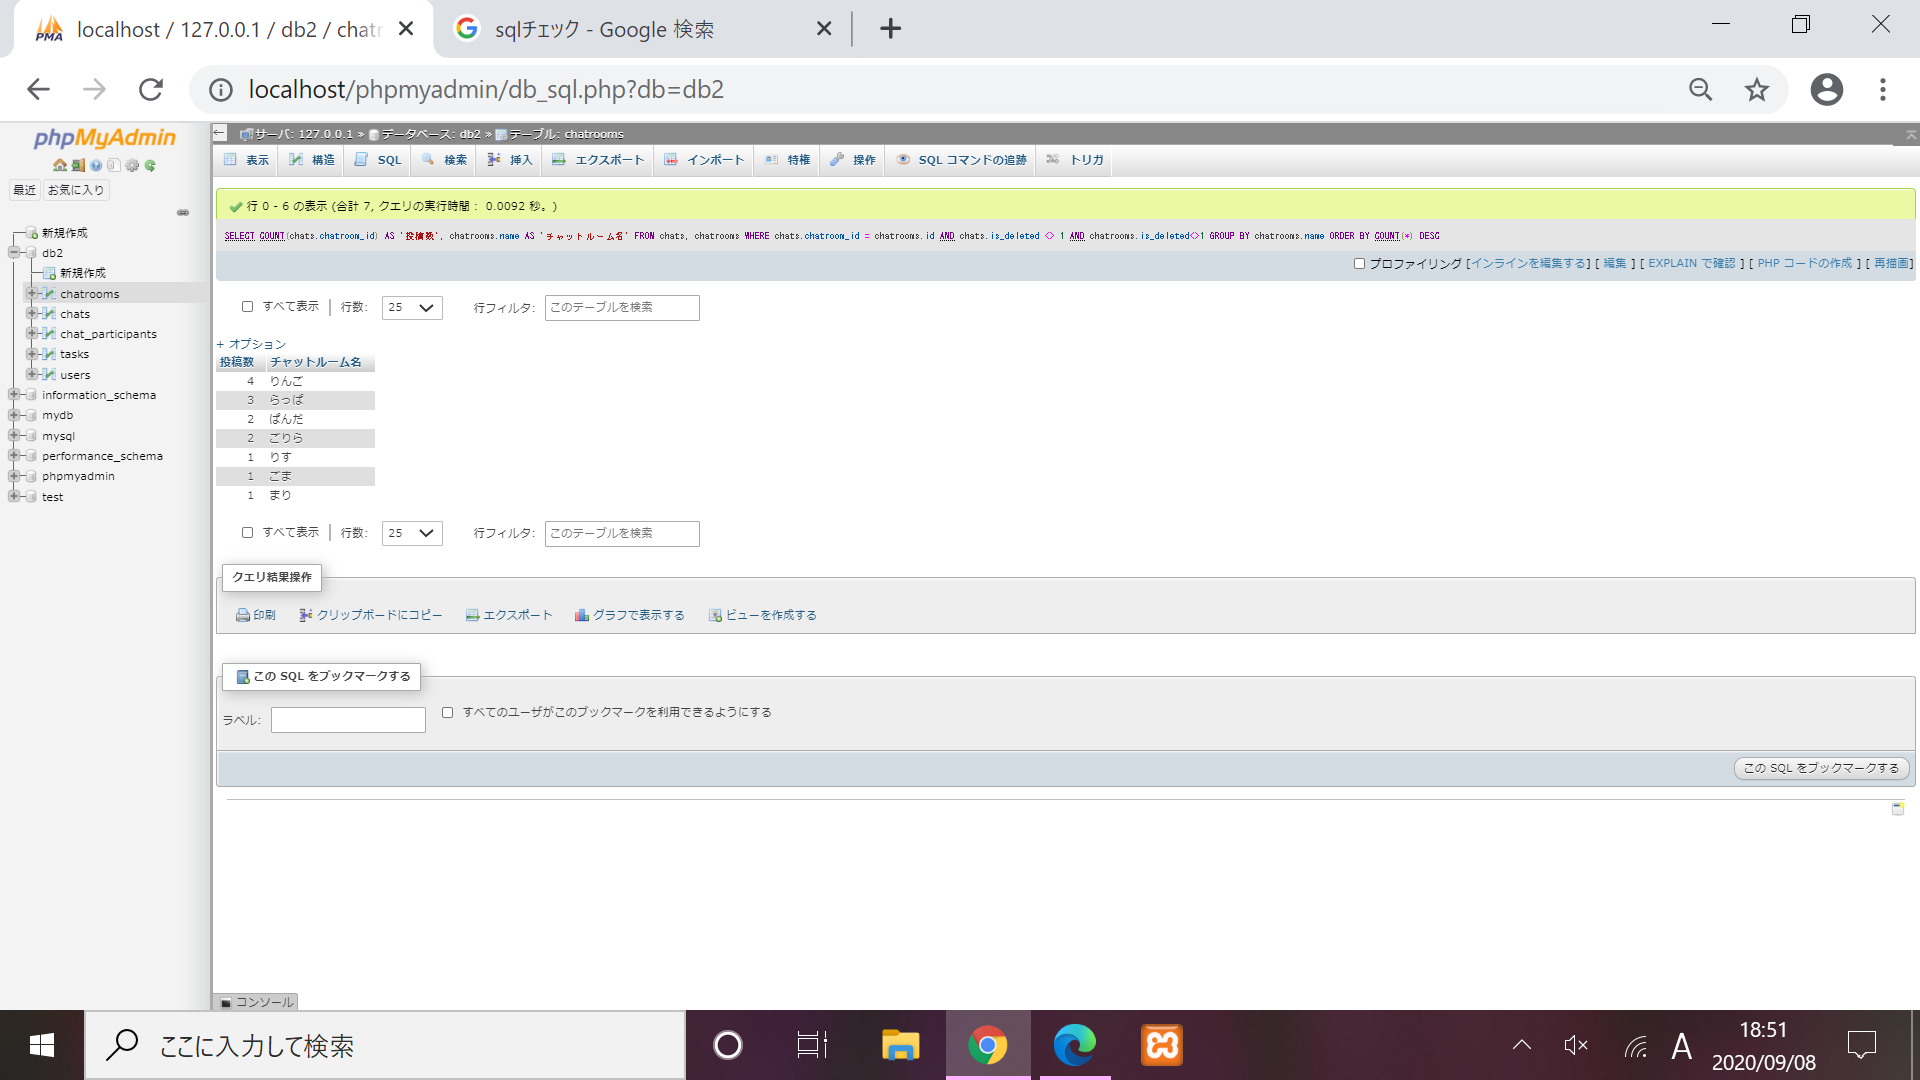 localhost / 127.0.0.1 / db2 / chatr
sqlチェック - Google 検索
localhost/phpmyadmin/db_sql.php?db=db2
phpMyAdmin
最近 お気に入り
新規作成
db2
新規作成
chatrooms
chats
chat_participants
tasks
users
information_schema
mydb
mysql
performance_schema
phpmyadmin
test
サーバ: 127.0.0.1 » データベース: db2 » テーブル: chatrooms
表示 構造 SQL 検索 挿入 エクスポート インポート 特権 操作 SQL コマンドの追跡 トリガ
行 0 - 6 の表示 (合計 7, クエリの実行時間： 0.0092 秒。)
SELECT COUNT(chats.chatroom_id) AS '投稿数', chatrooms.name AS 'チャットルーム名' FROM chats, chatrooms WHERE chats.chatroom_id = chatrooms.id AND chats.is_deleted <> 1 AND chatrooms.is_deleted<>1 GROUP BY chatrooms.name ORDER BY COUNT(*) DESC
プロファイリング [インラインを編集する] [ 編集 ] [ EXPLAIN で確認 ] [ PHP コードの作成 ] [ 再描画]
すべて表示 行数: 25 行フィルタ: このテーブルを検索
+ オプション
投稿数 チャットルーム名
4 りんご
3 らっぱ
2 ぱんだ
2 ごりら
1 りす
1 ごま
1 まり
すべて表示 行数: 25 行フィルタ: このテーブルを検索
クエリ結果操作
印刷 クリップボードにコピー エクスポート グラフで表示する ビューを作成する
この SQL をブックマークする
ラベル: すべてのユーザがこのブックマークを利用できるようにする
この SQL をブックマークする
コンソール
ここに入力して検索
A
18:51
2020/09/08